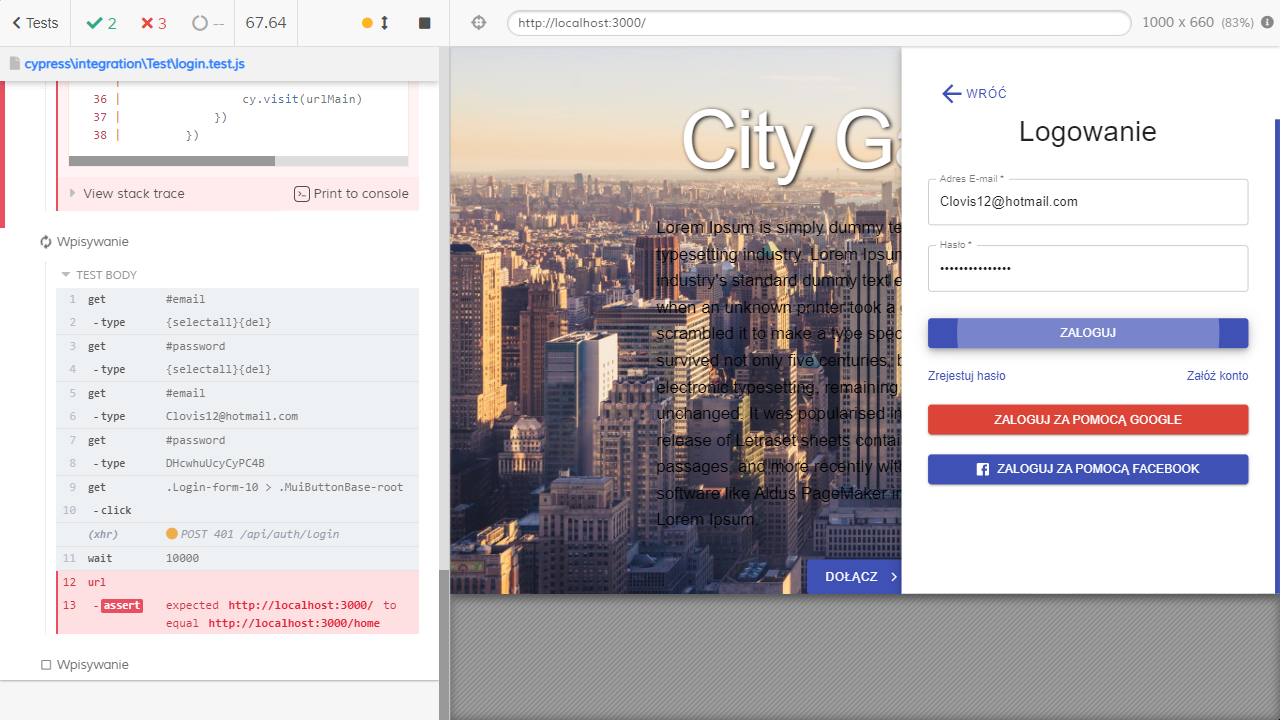 Tests
2
3
--
67.64
http://localhost:3000/
1000 x 660 (83%)
cypress\integration\Test\login.test.js
36 | cy.visit(urlMain)
37 | })
38 | })
View stack trace
Print to console
Wpisywanie
TEST BODY
1 get #email
2 -type {selectall}{del}
3 get #password
4 -type {selectall}{del}
5 get #email
6 -type Clovis12@hotmail.com
7 get #password
8 -type DHcwhuUcyCyPC4B
9 get .Login-form-10 > .MuiButtonBase-root
10 -click
(xhr) POST 401 /api/auth/login
11 wait 10000
12 url
13 -assert expected http://localhost:3000/ to
equal http://localhost:3000/home
Wpisywanie
City Ga
Lorem Ipsum is simply dummy te
typesetting industry. Lorem Ipsum
industry's standard dummy text e
when an unknown printer took a
scrambled it to make a type spec
survived not only five centuries, b
electronic typesetting, remaining
unchanged. It was popularised in
release of Letraset sheets contai
passages, and more recently with
software like Aldus PageMaker in
Lorem Ipsum.
DOŁĄCZ
WRÓĆ
Logowanie
Adres E-mail *
Clovis12@hotmail.com
Hasło *
ZALOGUJ
Zrejestuj hasło
Załóż konto
ZALOGUJ ZA POMOCĄ GOOGLE
ZALOGUJ ZA POMOCĄ FACEBOOK